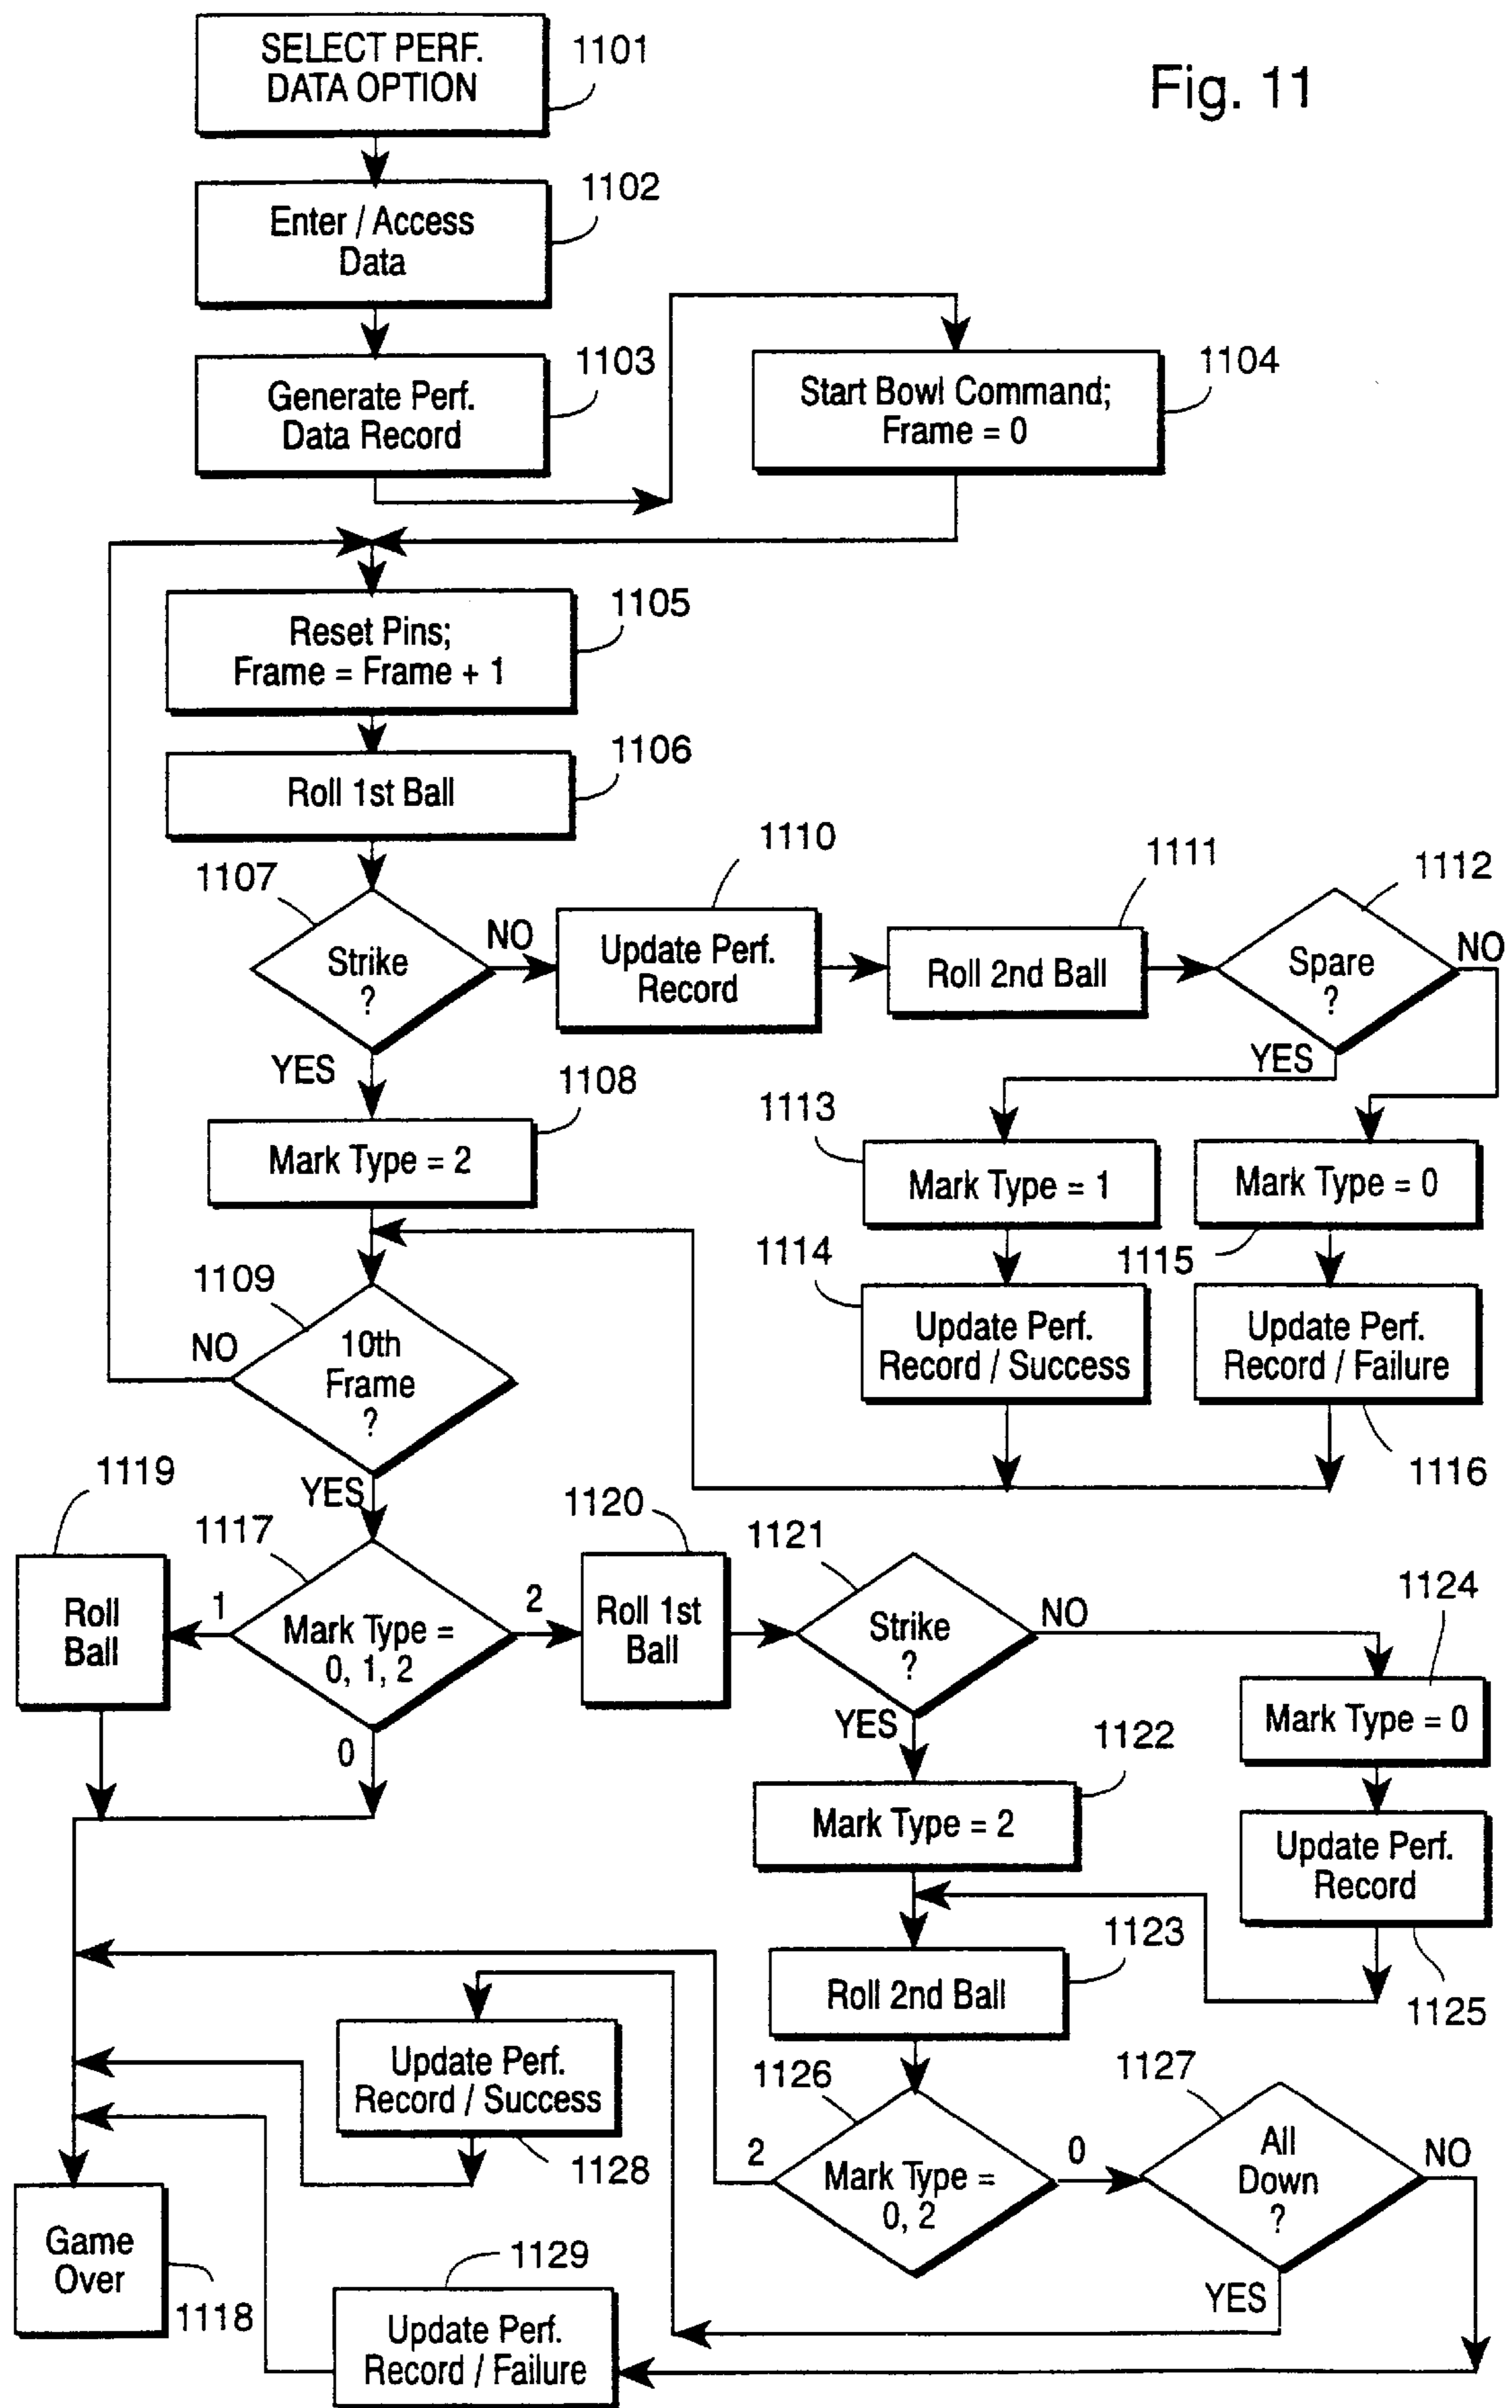 Fig. 11
SELECT PERF.
DATA OPTION
1101
Enter / Access
Data
1102
Generate Perf.
Data Record
1103
Start Bowl Command;
Frame = 0
1104
Reset Pins;
Frame = Frame + 1
1105
Roll 1st Ball
1106
1107
Strike
?
NO
YES
1110
Update Perf.
Record
1111
Roll 2nd Ball
1112
Spare
?
NO
YES
1108
Mark Type = 2
1113
Mark Type = 1
Mark Type = 0
1115
1114
Update Perf.
Record / Success
Update Perf.
Record / Failure
1116
1109
10th
Frame
?
NO
YES
1119
Roll
Ball
1117
Mark Type =
0, 1, 2
1
2
0
1120
Roll 1st
Ball
1121
Strike
?
NO
YES
1124
Mark Type = 0
1122
Mark Type = 2
Update Perf.
Record
1125
1123
Roll 2nd Ball
Update Perf.
Record / Success
1128
1126
Mark Type =
0, 2
2
0
1127
All
Down
?
NO
YES
Game
Over
1118
1129
Update Perf.
Record / Failure